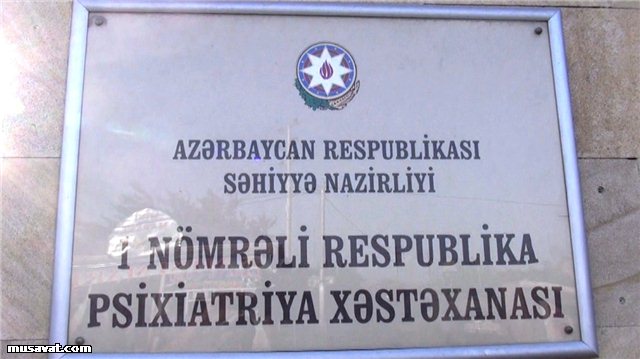 AZƏRBAYCAN RESPUBLİKASI
SƏHİYYƏ NAZİRLİYİ
1 NÖMRƏLİ RESPUBLİKA
PSİXİATRİYA XƏSTƏXANASI
musavat.com